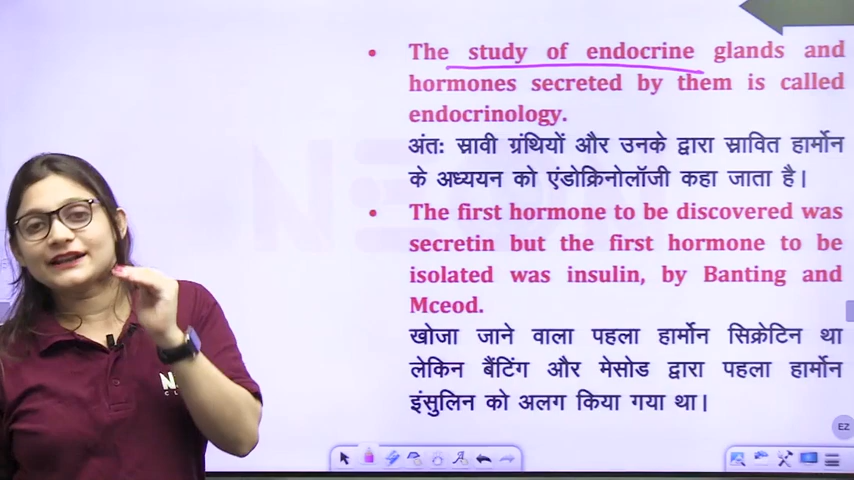 The study of endocrine glands and
hormones secreted by them is called
endocrinology.
अंतः स्रावी ग्रंथियों और उनके द्वारा स्रावित हार्मोन
के अध्ययन को एंडोक्रिनोलॉजी कहा जाता है।
The first hormone to be discovered was
secretin but the first hormone to be
isolated was insulin, by Banting and
Mceod.
खोजा जाने वाला पहला हार्मोन सिक्रेटिन था
लेकिन बैंटिंग और मेसोड द्वारा पहला हार्मोन
इंसुलिन को अलग किया गया था।
EZ